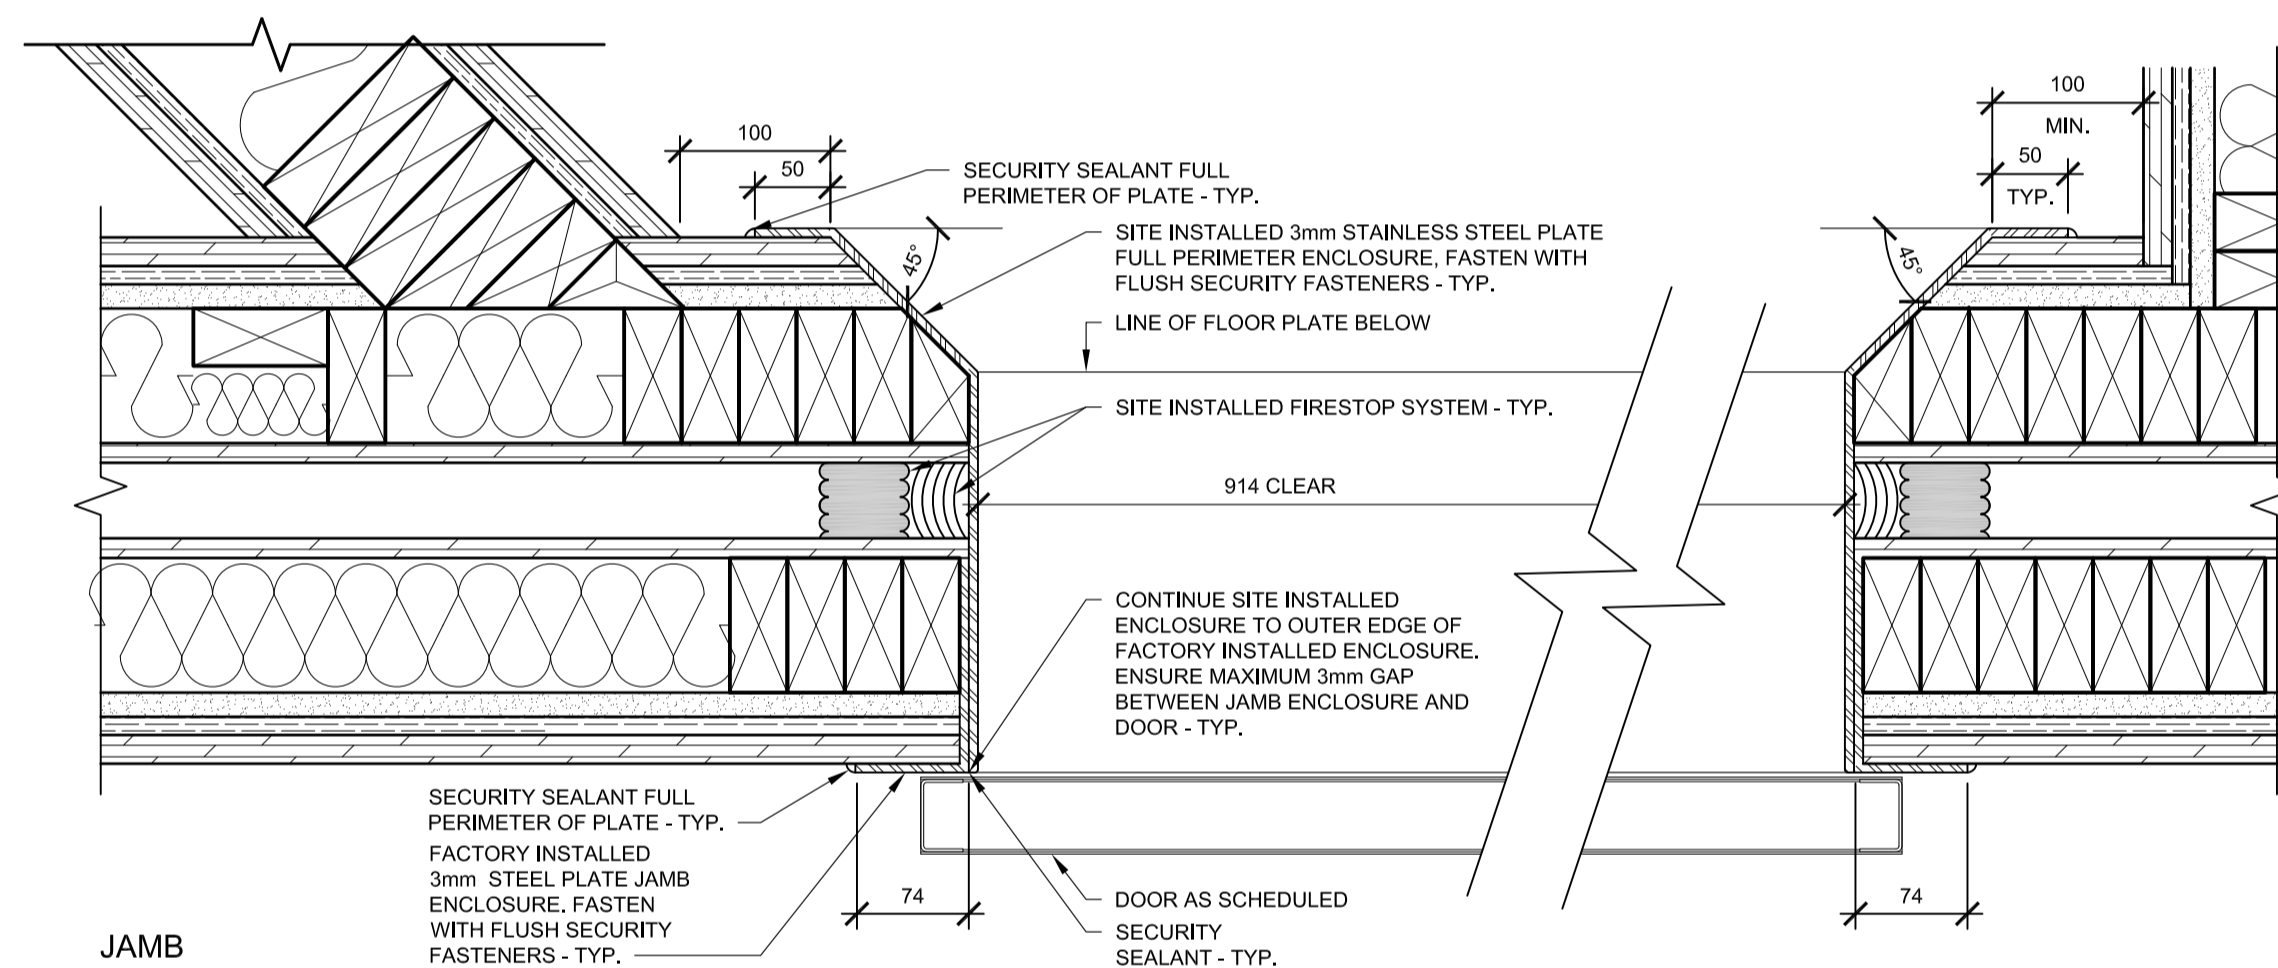 100
50
SECURITY SEALANT FULL
PERIMETER OF PLATE - TYP.
45°
SITE INSTALLED 3mm STAINLESS STEEL PLATE
FULL PERIMETER ENCLOSURE, FASTEN WITH
FLUSH SECURITY FASTENERS - TYP.
LINE OF FLOOR PLATE BELOW
SITE INSTALLED FIRESTOP SYSTEM - TYP.
914 CLEAR
100
MIN.
50
TYP.
45°
CONTINUE SITE INSTALLED
ENCLOSURE TO OUTER EDGE OF
FACTORY INSTALLED ENCLOSURE.
ENSURE MAXIMUM 3mm GAP
BETWEEN JAMB ENCLOSURE AND
DOOR - TYP.
SECURITY SEALANT FULL
PERIMETER OF PLATE - TYP.
FACTORY INSTALLED
3mm STEEL PLATE JAMB
ENCLOSURE. FASTEN
WITH FLUSH SECURITY
FASTENERS - TYP.
74
DOOR AS SCHEDULED
SECURITY
SEALANT - TYP.
74
JAMB